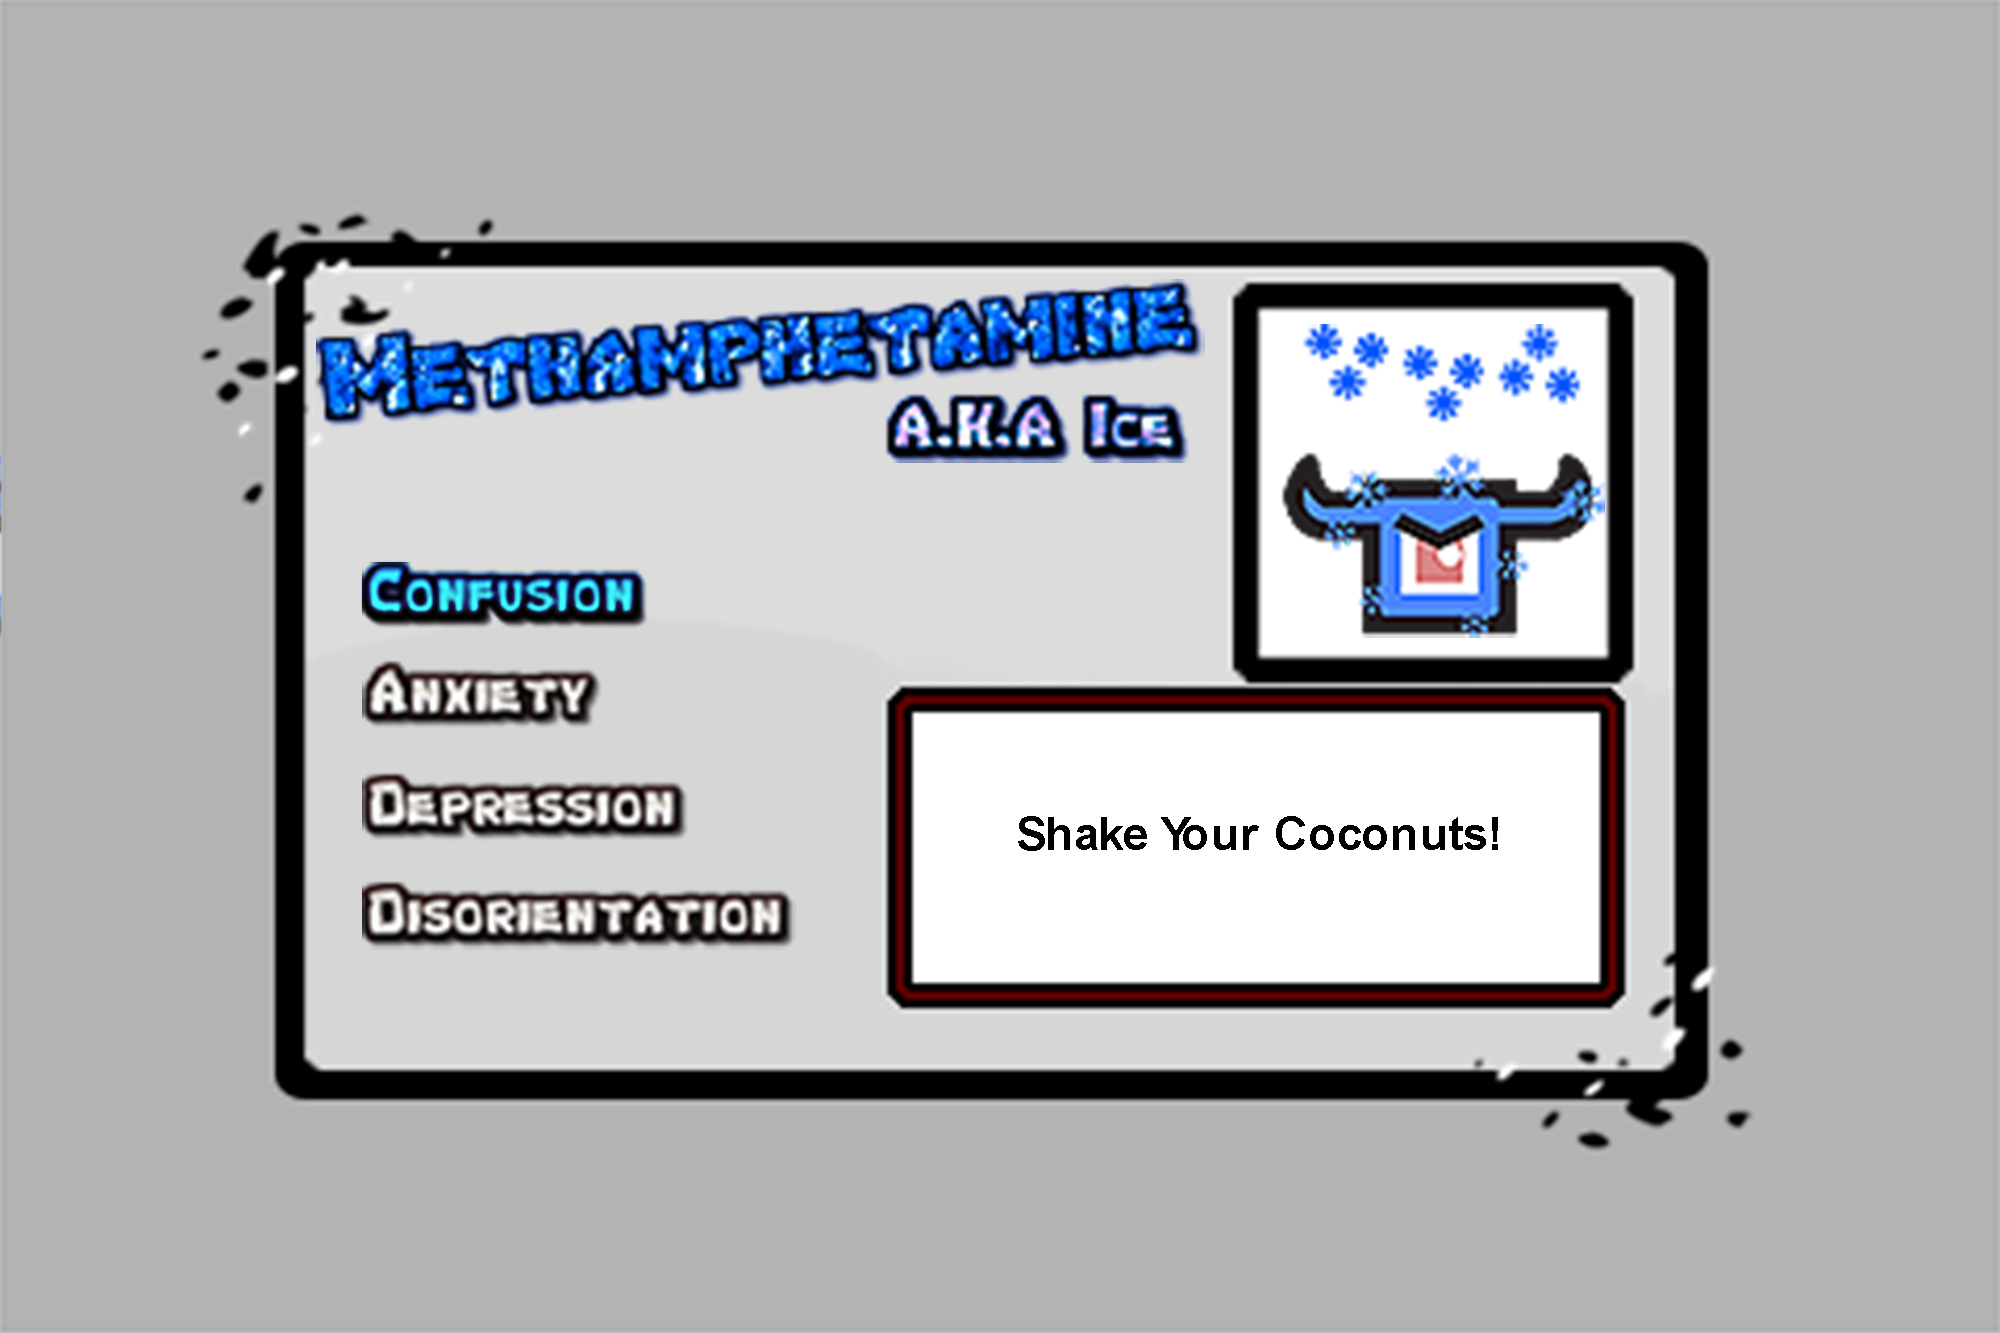 Methamphetamine
A.K.A Ice
Confusion
Anxiety
Depression
Disorientation
Shake Your Coconuts!